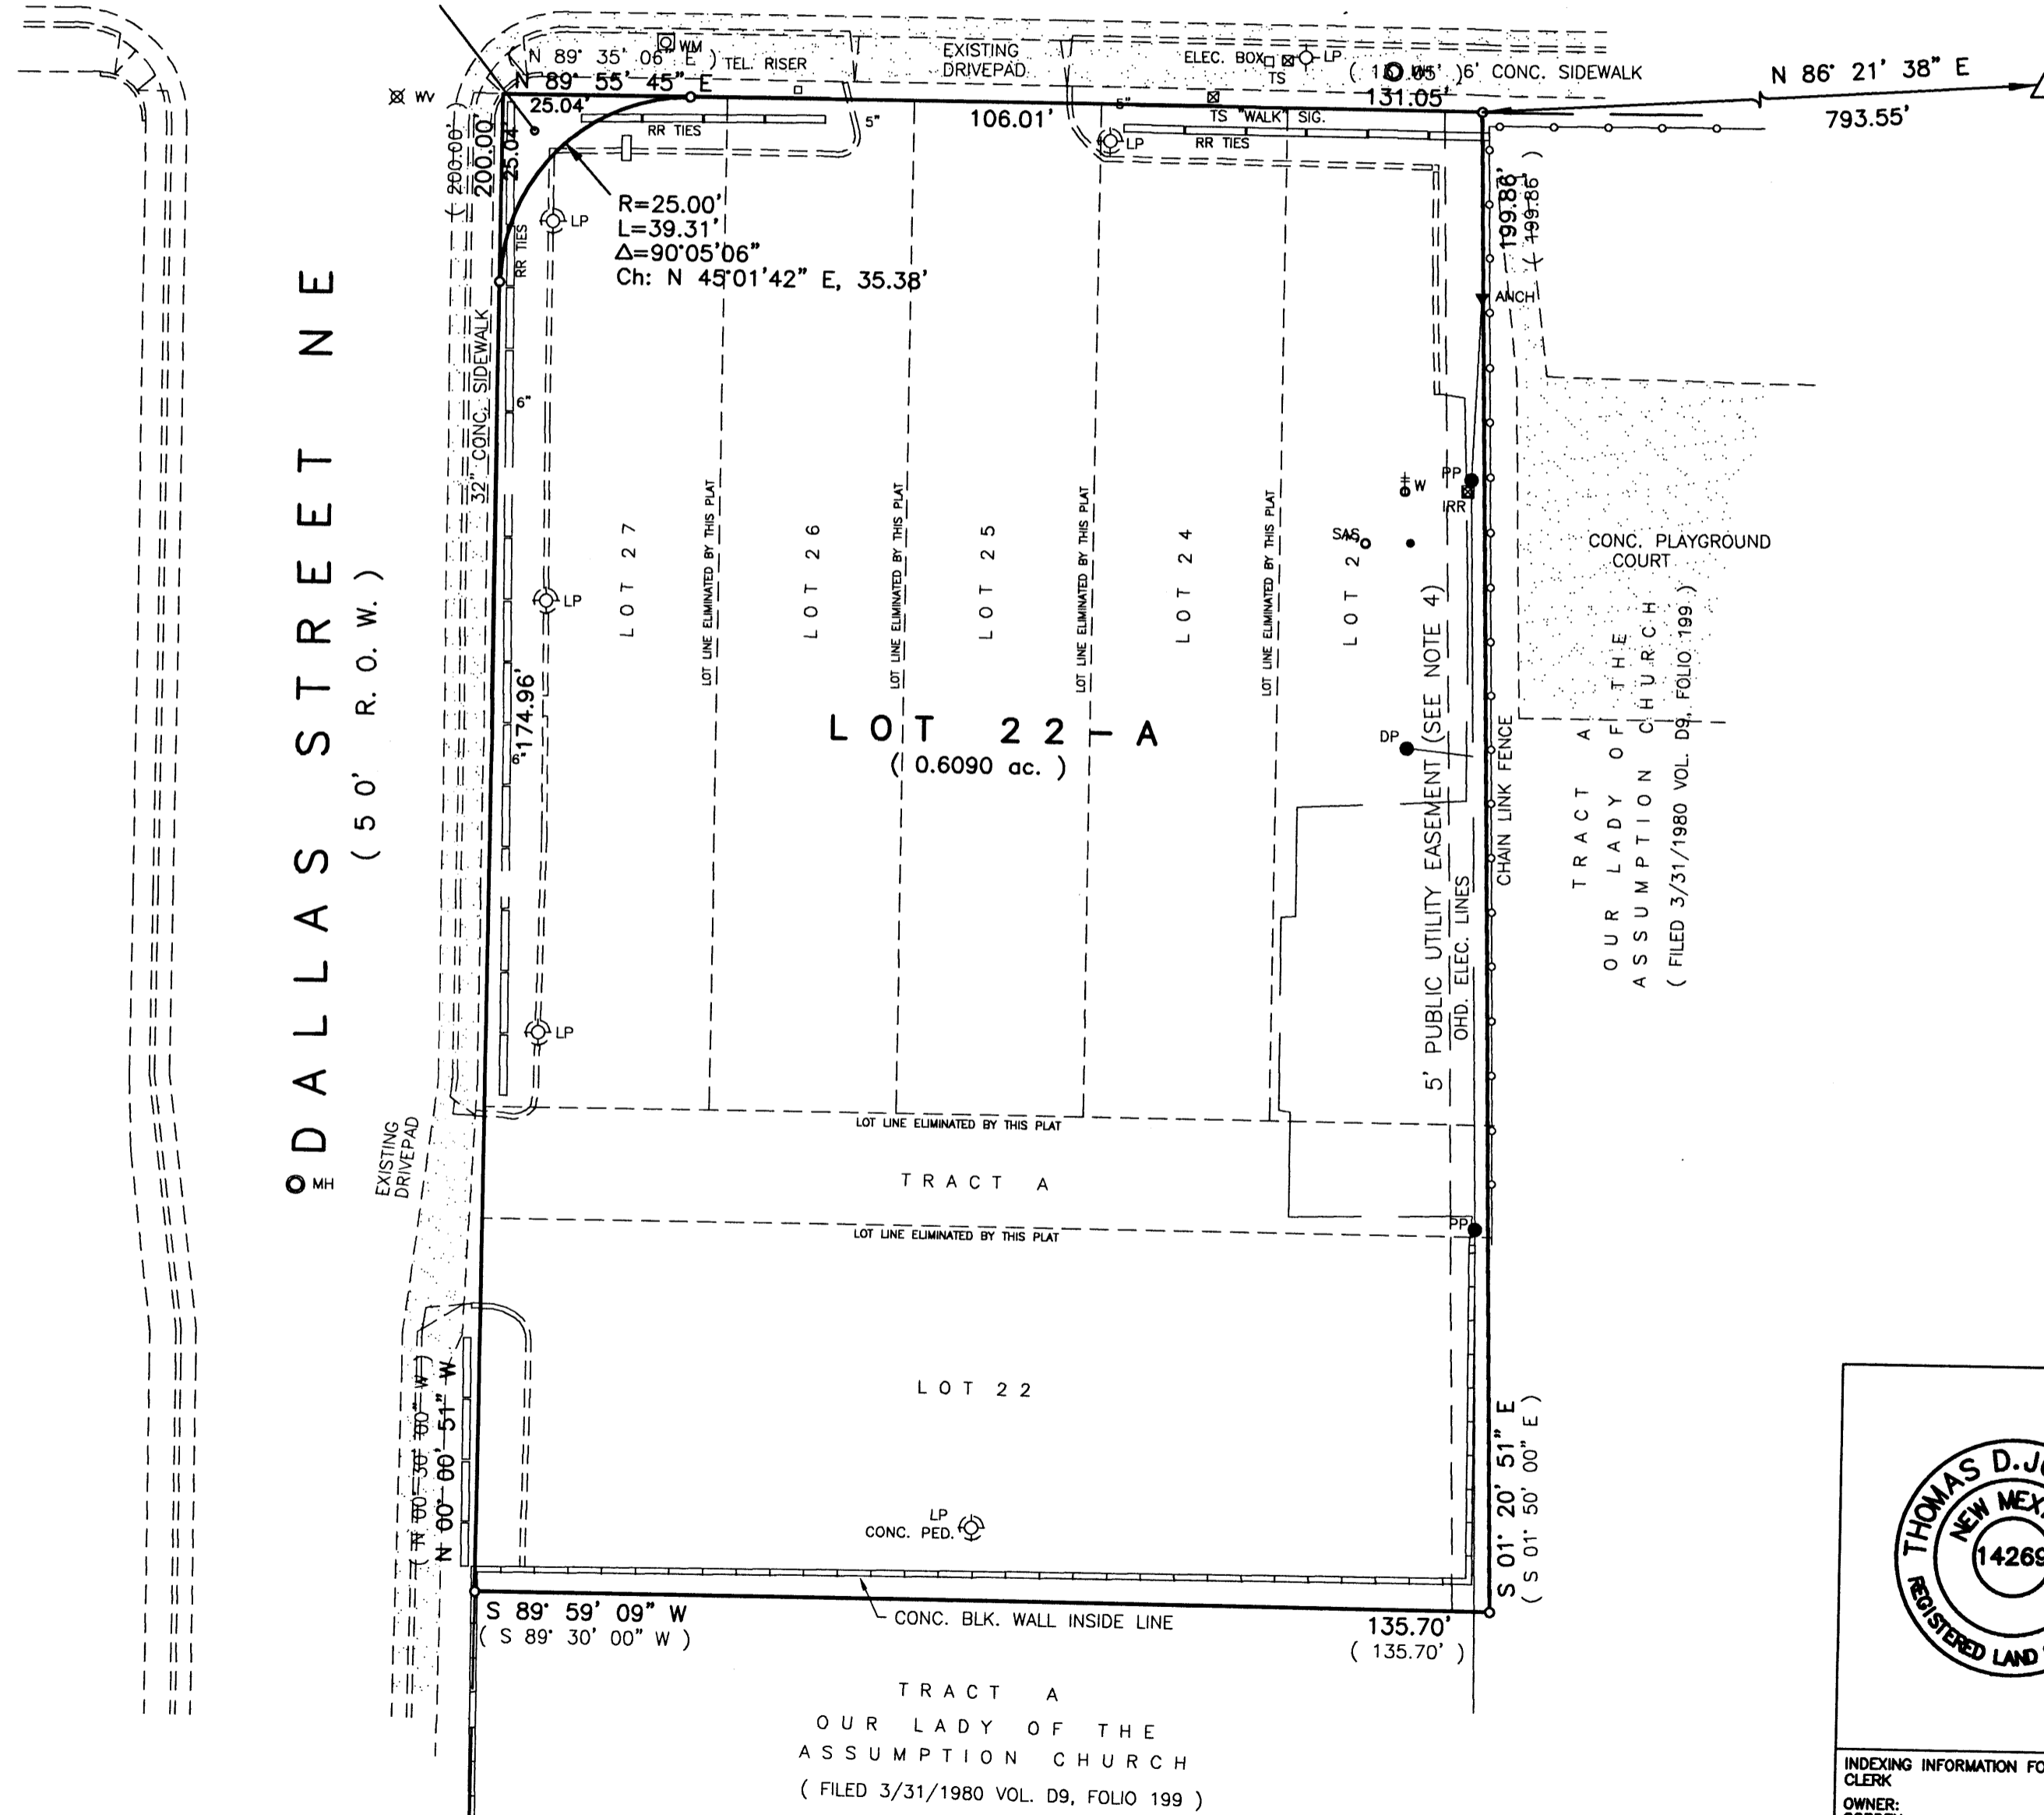 N 89° 35' 06" E )
WM
TEL. RISER
EXISTING
DRIVEPAD
ELEC. BOX
TS
LP
6' CONC. SIDEWALK
N 86° 21' 38" E
793.55'
WV
N 89° 55' 45" E
25.04'
131.05'
RR TIES
5"
106.01'
5"
TS "WALK" SIG.
LP
RR TIES
( 200.00' )
200.00'
25.04'
199.86'
( 199.86' )
LP
R=25.00'
L=39.31'
Δ=90°05'06"
Ch: N 45°01'42" E, 35.38'
RR TIES
ANCH
32" CONC. SIDEWALK
6"
DALLAS STREET NE
( 50' R. O. W. )
LOT 27
LOT LINE ELIMINATED BY THIS PLAT
LOT 26
LOT LINE ELIMINATED BY THIS PLAT
LOT 25
LOT LINE ELIMINATED BY THIS PLAT
LOT 24
LOT LINE ELIMINATED BY THIS PLAT
LOT
W
PP
IRR
SAS
CONC. PLAYGROUND
COURT
LP
174.96'
6"
LOT 22-A
( 0.6090 ac. )
DP
5' PUBLIC UTILITY EASEMENT (SEE NOTE 4)
OHD. ELEC. LINES
CHAIN LINK FENCE
TRACT A
OUR LADY OF THE
ASSUMPTION CHURCH
( FILED 3/31/1980 VOL. D9, FOLIO 199 )
LP
EXISTING
DRIVEPAD
MH
LOT LINE ELIMINATED BY THIS PLAT
TRACT A
PP
LOT LINE ELIMINATED BY THIS PLAT
LOT 22
( N 00° 30' 00" W )
N 00° 00' 51" W
S 01° 20' 51" E
( S 01° 50' 00" E )
LP
CONC. PED.
S 89° 59' 09" W
( S 89° 30' 00" W )
CONC. BLK. WALL INSIDE LINE
135.70'
( 135.70' )
TRACT A
OUR LADY OF THE
ASSUMPTION CHURCH
( FILED 3/31/1980 VOL. D9, FOLIO 199 )
THOMAS D.
NEW
14269
REGISTERED LAND
INDEXING INFORMATION
CLERK
OWNER: